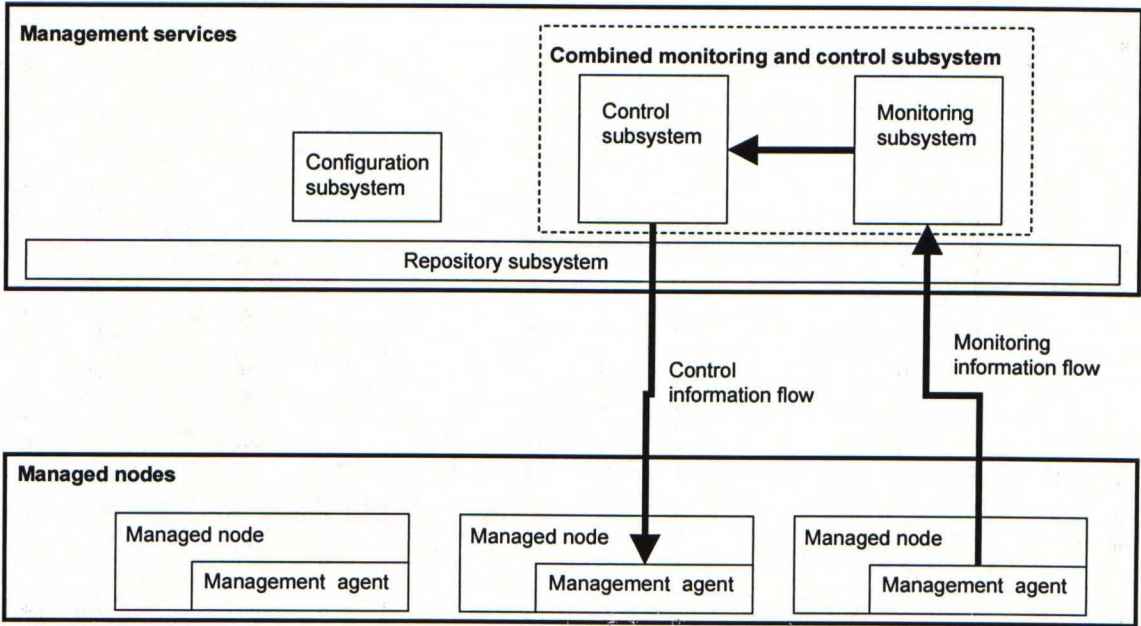 Management services
Combined monitoring and control subsystem
Control
subsystem
Monitoring
subsystem
Configuration
subsystem
Repository subsystem
Control
information flow
Monitoring
information flow
Managed nodes
Managed node
Management agent
Managed node
Management agent
Managed node
Management agent